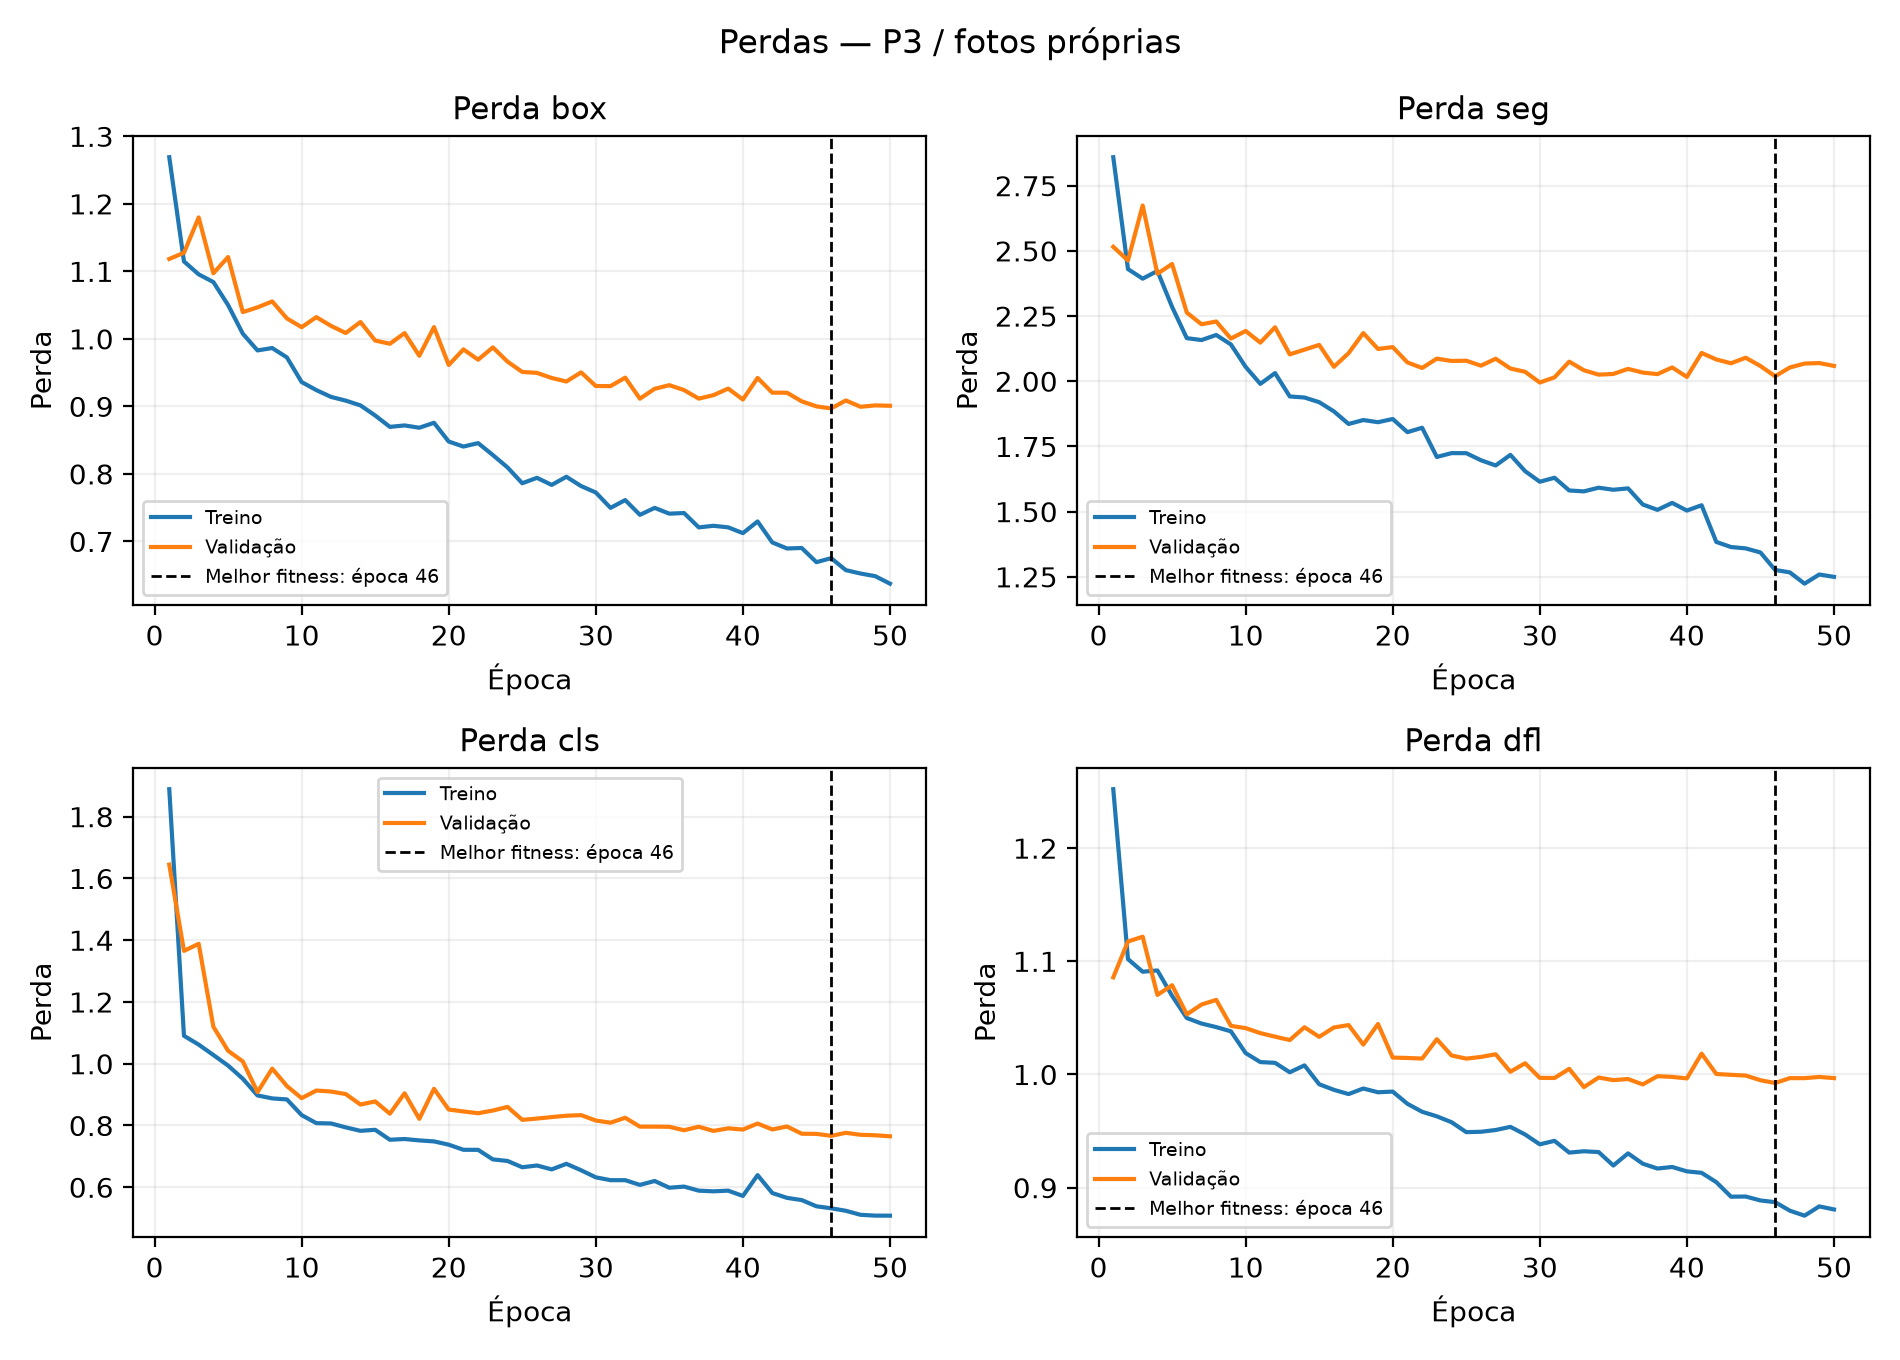 Perdas — P3 / fotos próprias
Perda box
Perda
1.3
1.2
1.1
1.0
0.9
0.8
0.7
Treino
Validação
Melhor fitness: época 46
0 10 20 30 40 50
Época
Perda seg
Perda
2.75
2.50
2.25
2.00
1.75
1.50
1.25
Treino
Validação
Melhor fitness: época 46
0 10 20 30 40 50
Época
Perda cls
Perda
1.8
1.6
1.4
1.2
1.0
0.8
0.6
Treino
Validação
Melhor fitness: época 46
0 10 20 30 40 50
Época
Perda dfl
Perda
1.2
1.1
1.0
0.9
Treino
Validação
Melhor fitness: época 46
0 10 20 30 40 50
Época